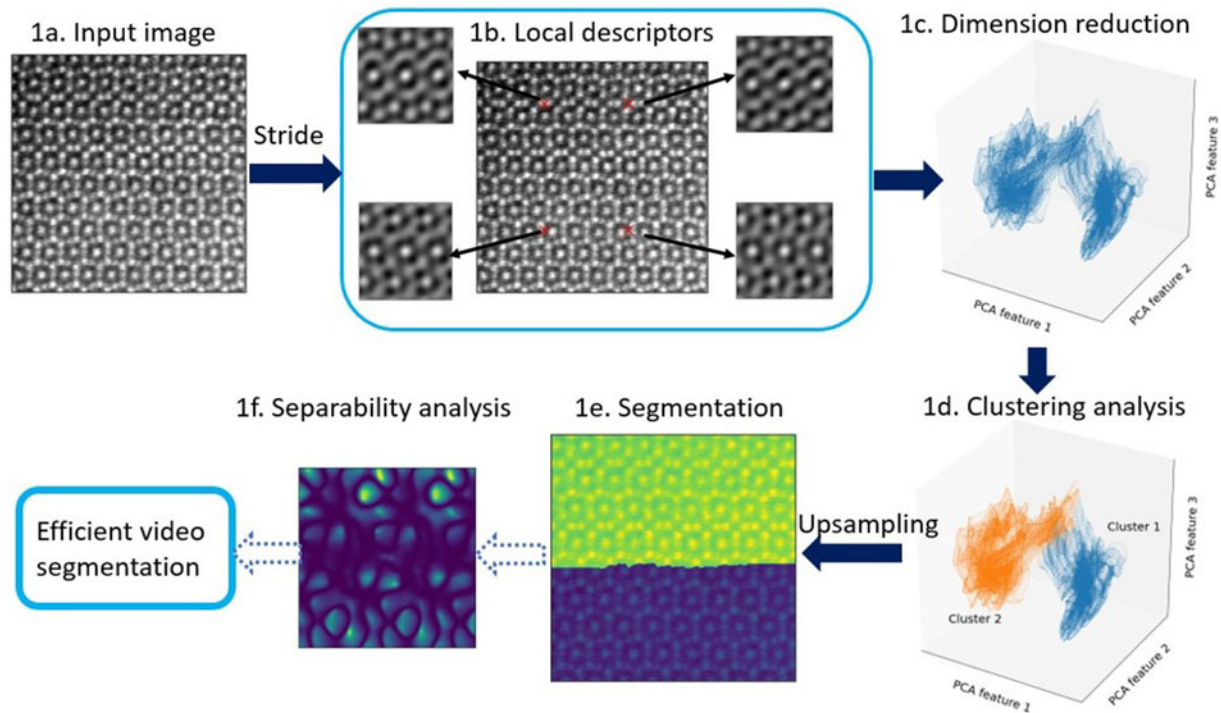 1a. Input image
Stride
1b. Local descriptors
1c. Dimension reduction
PCA feature 3
PCA feature 2
PCA feature 1
1d. Clustering analysis
Cluster 1
Cluster 2
PCA feature 3
PCA feature 2
PCA feature 1
Upsampling
1e. Segmentation
1f. Separability analysis
Efficient video
segmentation